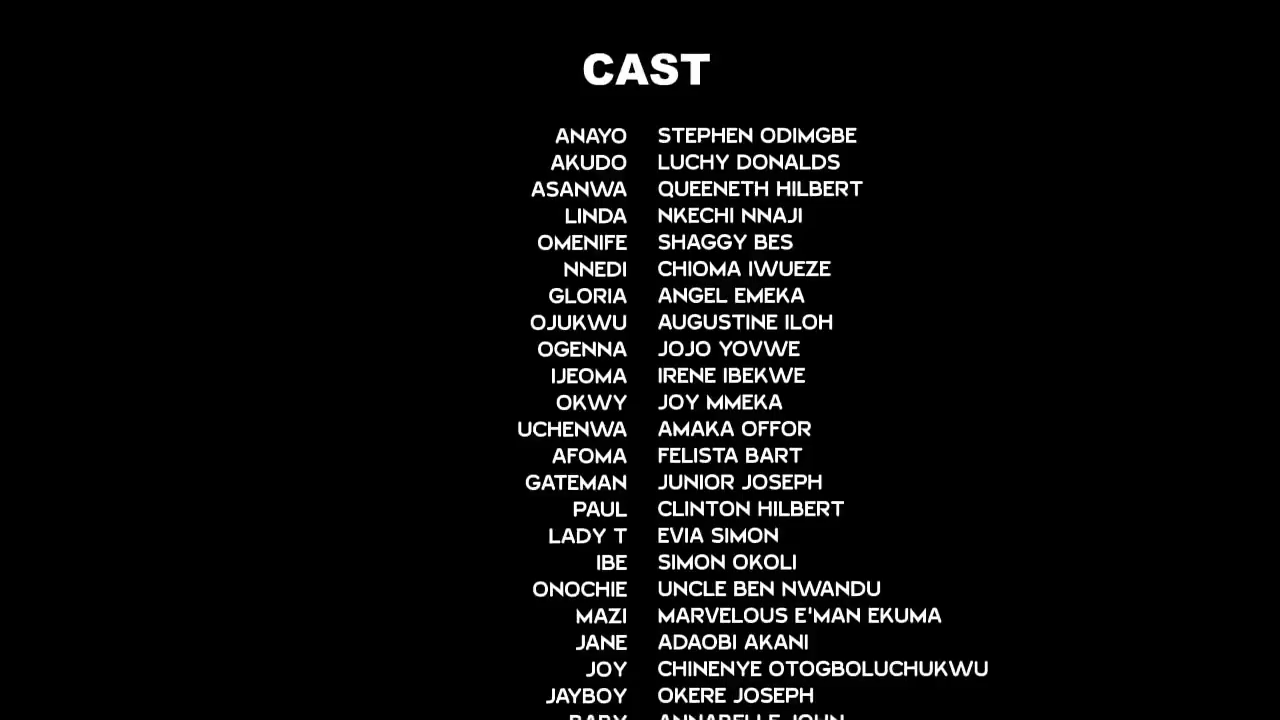 CAST
ANAYO STEPHEN ODIMGBE
AKUDO LUCHY DONALDS
ASANWA QUEENETH HILBERT
LINDA NKECHI NNAJI
OMENIFE SHAGGY BES
NNEDI CHIOMA IWUEZE
GLORIA ANGEL EMEKA
OJUKWU AUGUSTINE ILOH
OGENNA JOJO YOVWE
IJEOMA IRENE IBEKWE
OKWY JOY MMEKA
UCHENWA AMAKA OFFOR
AFOMA FELISTA BART
GATEMAN JUNIOR JOSEPH
PAUL CLINTON HILBERT
LADY T EVIA SIMON
IBE SIMON OKOLI
ONOCHIE UNCLE BEN NWANDU
MAZI MARVELOUS E'MAN EKUMA
JANE ADAOBI AKANI
JOY CHINENYE OTOGBOLUCHUKWU
JAYBOY OKERE JOSEPH
BABY ANNABELLE JOHN